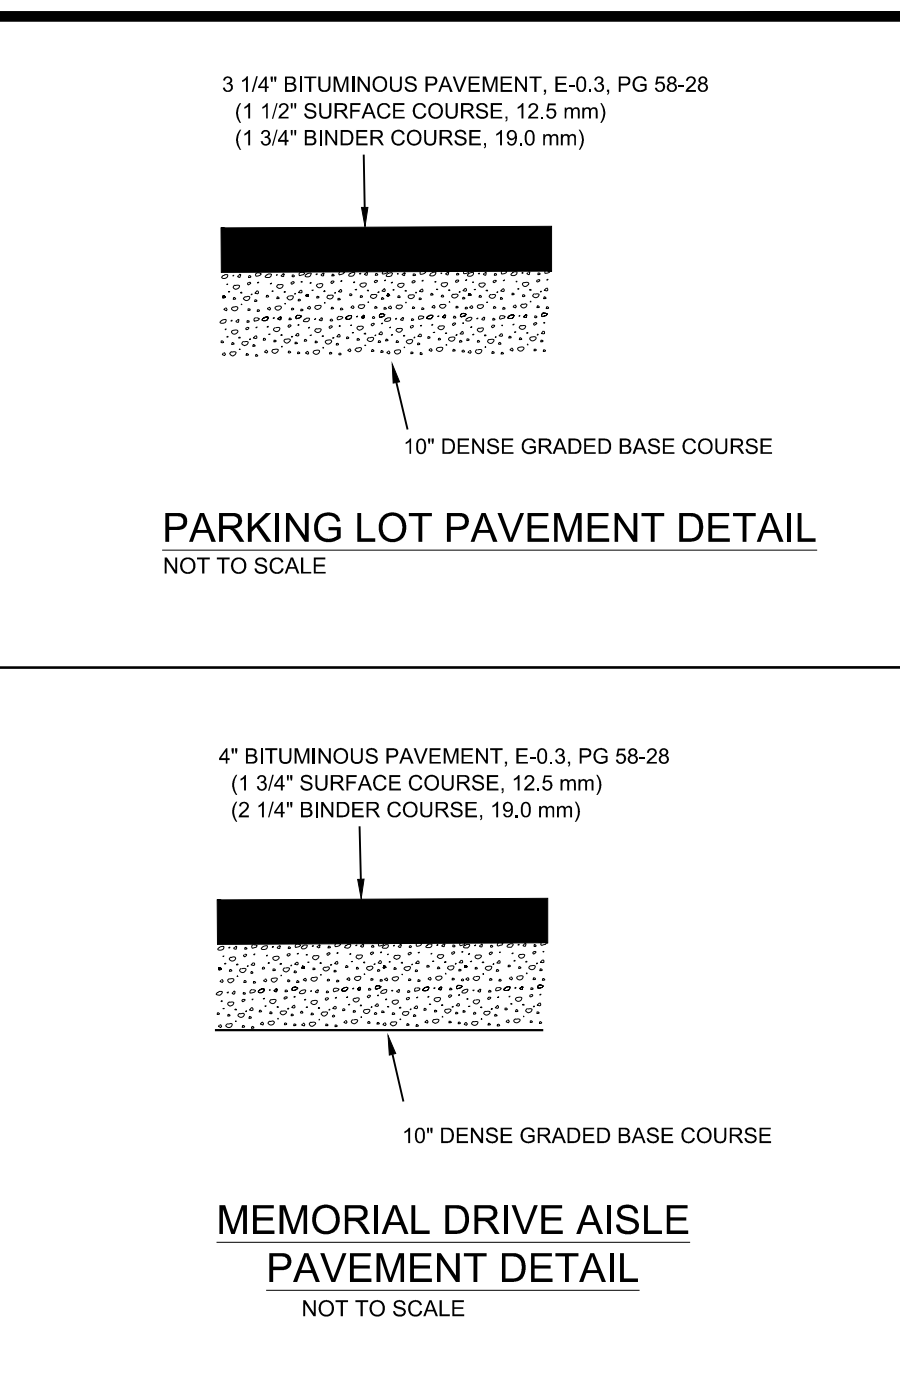 3 1/4" BITUMINOUS PAVEMENT, E-0.3, PG 58-28
(1 1/2" SURFACE COURSE, 12.5 mm)
(1 3/4" BINDER COURSE, 19.0 mm)
10" DENSE GRADED BASE COURSE
PARKING LOT PAVEMENT DETAIL
NOT TO SCALE
4" BITUMINOUS PAVEMENT, E-0.3, PG 58-28
(1 3/4" SURFACE COURSE, 12.5 mm)
(2 1/4" BINDER COURSE, 19.0 mm)
10" DENSE GRADED BASE COURSE
MEMORIAL DRIVE AISLE
PAVEMENT DETAIL
NOT TO SCALE